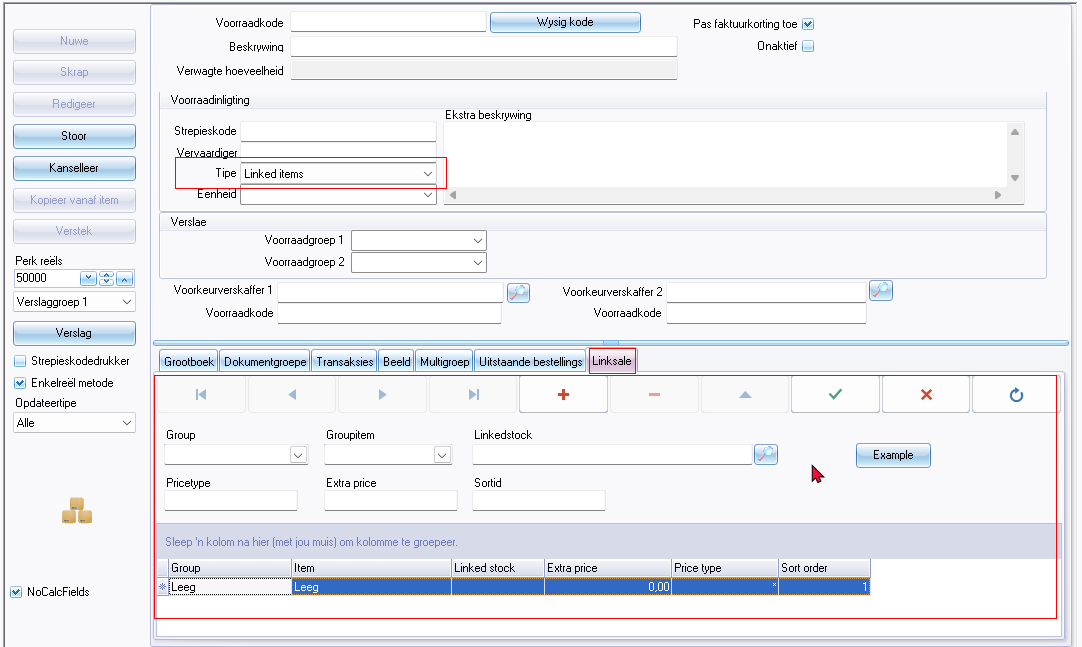 Nuwe
Skrap
Redigeer
Stoor
Kanselleer
Kopieer vanaf item
Verstek
Perk reëls
50000
Verslaggroep 1
Verslag
Strepieskodedrukker
Enkelreël metode
Opdateertipe
Alle
NoCalcFields
Voorraadkode
Wysig kode
Pas faktuurkorting toe
Beskrywing
Onaktief
Verwagte hoeveelheid
Voorraadinligting
Strepieskode
Ekstra beskrywing
Vervaardiger
Tipe Linked items
Eenheid
Verslae
Voorraadgroep 1
Voorraadgroep 2
Voorkeurverskaffer 1 Voorkeurverskaffer 2
Voorraadkode Voorraadkode
Grootboek Dokumentgroepe Transaksies Beeld Multigroep Uitstaande bestellings Linksale
Group Groupitem Linkedstock
Example
Pricetype Extra price Sortid
Sleep 'n kolom na hier (met jou muis) om kolomme te groepeer.
Group Item Linked stock Extra price Price type Sort order
Leeg Leeg 0,00 * 1